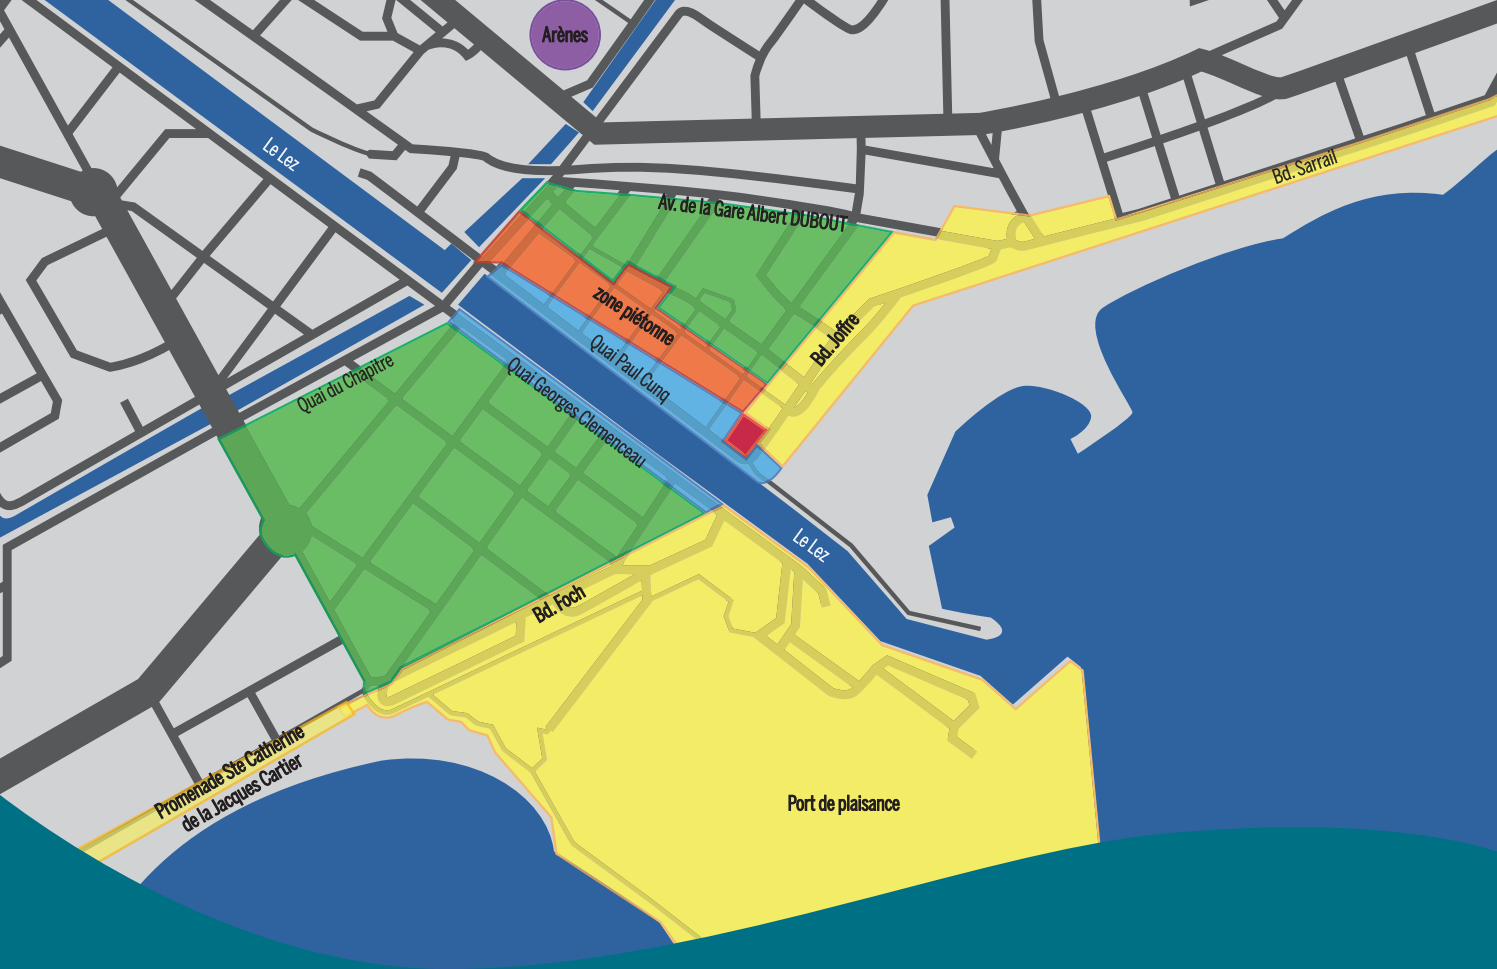 Arènes
Le Lez
Bd. Sarrail
Av. de la Gare Albert DUBOUT
zone piétonne
Bd. Joffre
Quai Paul Cunq
Quai du Chapitre
Quai Georges Clemenceau
Le Lez
Bd. Foch
Promenade Ste Catherine
de la Jacques Cartier
Port de plaisance